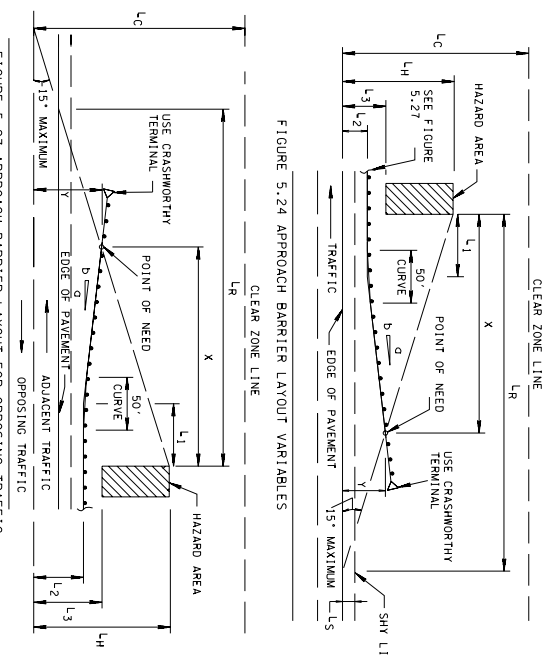 CLEAR ZONE LINE
LR
LC
LH
HAZARD AREA
L3
L2
L1
X
SEE FIGURE
5.27
50'
CURVE
b
a
POINT OF NEED
USE CRASHWORTHY
TERMINAL
Y
TRAFFIC
EDGE OF PAVEMENT
15° MAXIMUM
LS
FIGURE 5.24 APPROACH BARRIER LAYOUT VARIABLES
CLEAR ZONE LINE
LR
LC
X
USE CRASHWORTHY
TERMINAL
POINT OF NEED
15° MAXIMUM
Y
b
a
50'
CURVE
L1
HAZARD AREA
EDGE OF PAVEMENT
ADJACENT TRAFFIC
OPPOSING TRAFFIC
L2
L3
LH